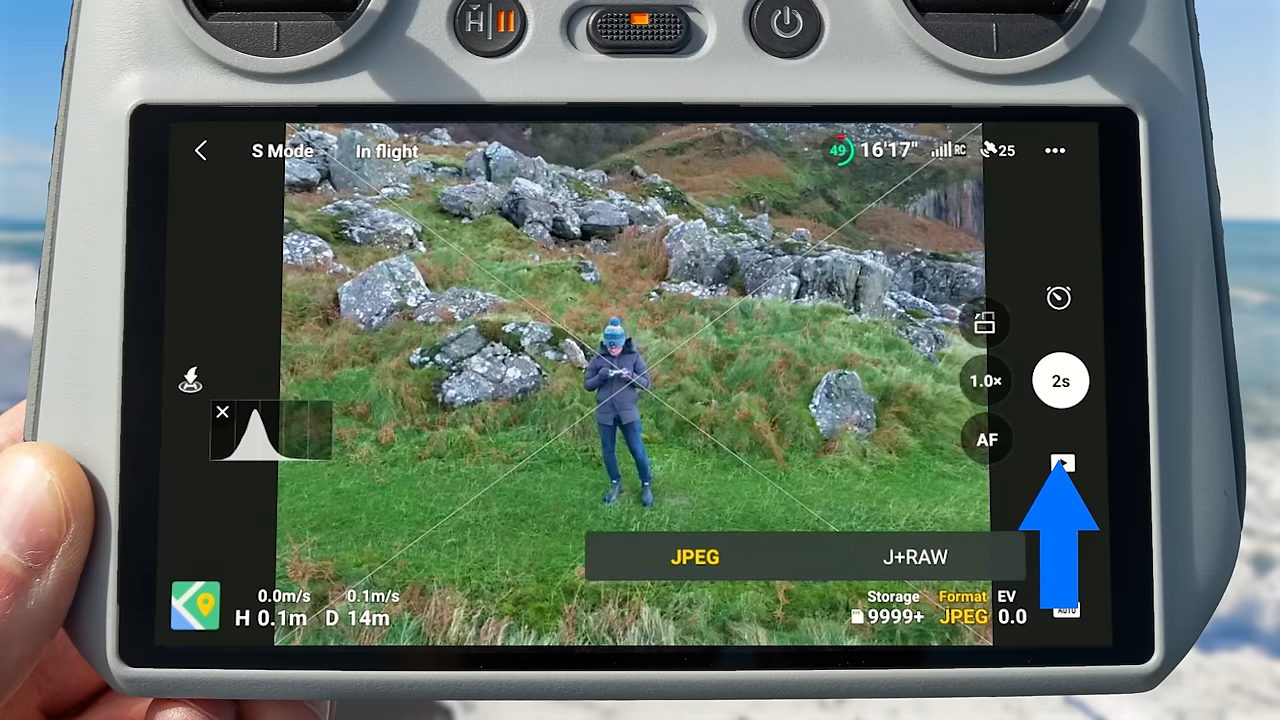 H
S Mode
In flight
49
16'17"
RC
25
2s
1.0×
AF
JPEG
J+RAW
0.0m/s
0.1m/s
H 0.1m
D 14m
Storage
9999+
Format
JPEG
EV
0.0
AUTO